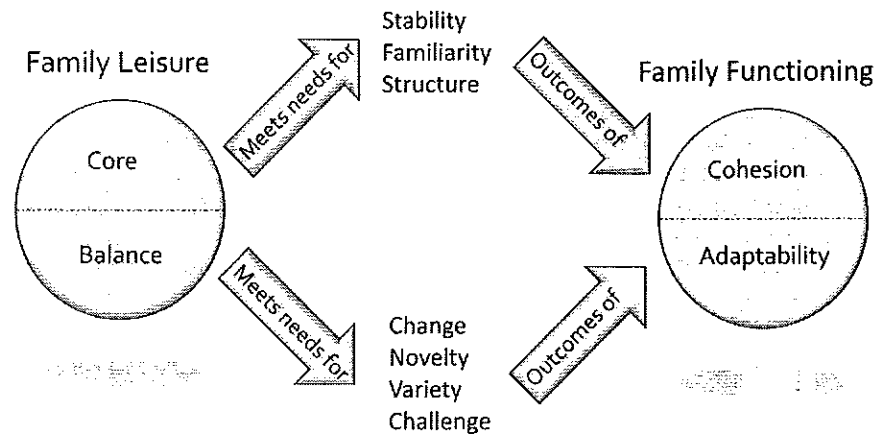 Family Leisure
Core
Balance
Meets needs for
Stability
Familiarity
Structure
Outcomes of
Meets needs for
Change
Novelty
Variety
Challenge
Outcomes of
Family Functioning
Cohesion
Adaptability